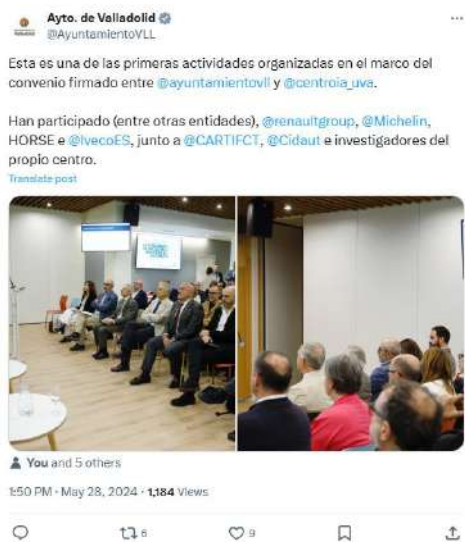 Ayto. de Valladolid
@AyuntamientoVLL
Esta es una de las primeras actividades organizadas en el marco del
convenio firmado entre @ayuntamientovll y @centroia_uva.
Han participado (entre otras entidades), @renaultgroup, @Michelin,
HORSE e @IvecoES, junto a @CARTIFCT, @Cidaut e investigadores del
propio centro.
Translate post
You and 5 others
1:50 PM · May 28, 2024 · 1,184 Views
6
9